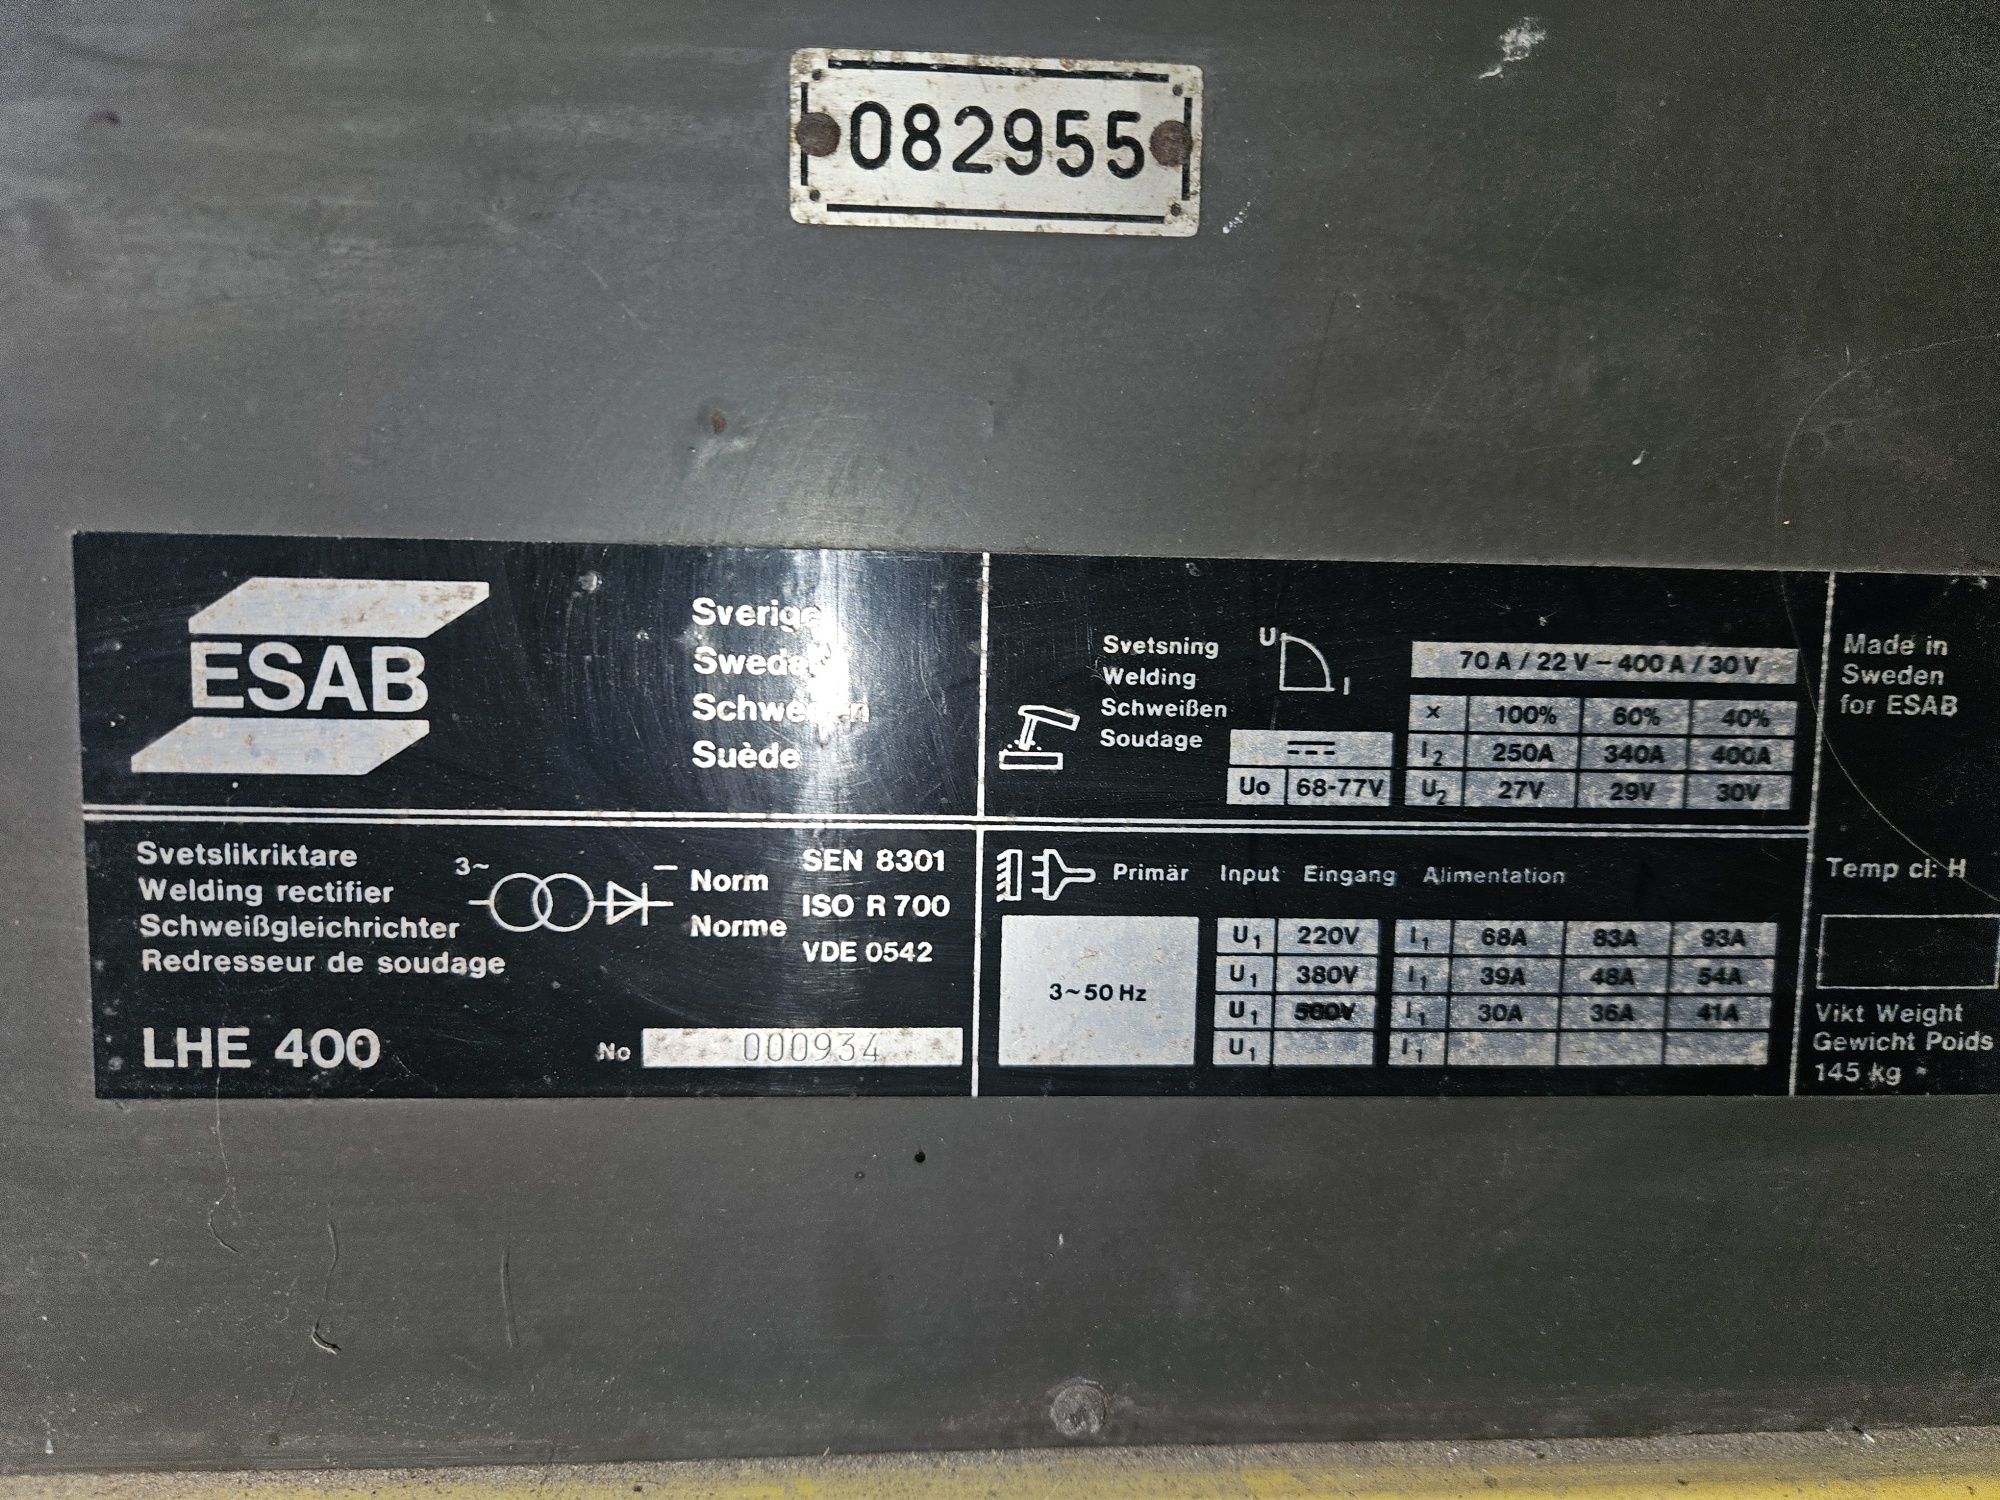 082955
ESAB
Sverige
Sweden
Schweden
Suède
Svetsning
Welding
Schweißen
Soudage
U
I
70 A / 22 V – 400 A / 30 V
X 100% 60% 40%
I2 250A 340A 400A
Uo 68-77V U2 27V 29V 30V
Made in
Sweden
for ESAB
Svetslikriktare
Welding rectifier
Schweißgleichrichter
Redresseur de soudage
3~
Norm
Norme
SEN 8301
ISO R 700
VDE 0542
LHE 400
No 000934
Primär Input Eingang Alimentation
3~50 Hz
U1 220V I1 68A 83A 93A
U1 380V I1 39A 48A 54A
U1 500V I1 30A 36A 41A
U1 I1
Temp cl: H
Vikt Weight
Gewicht Poids
145 kg